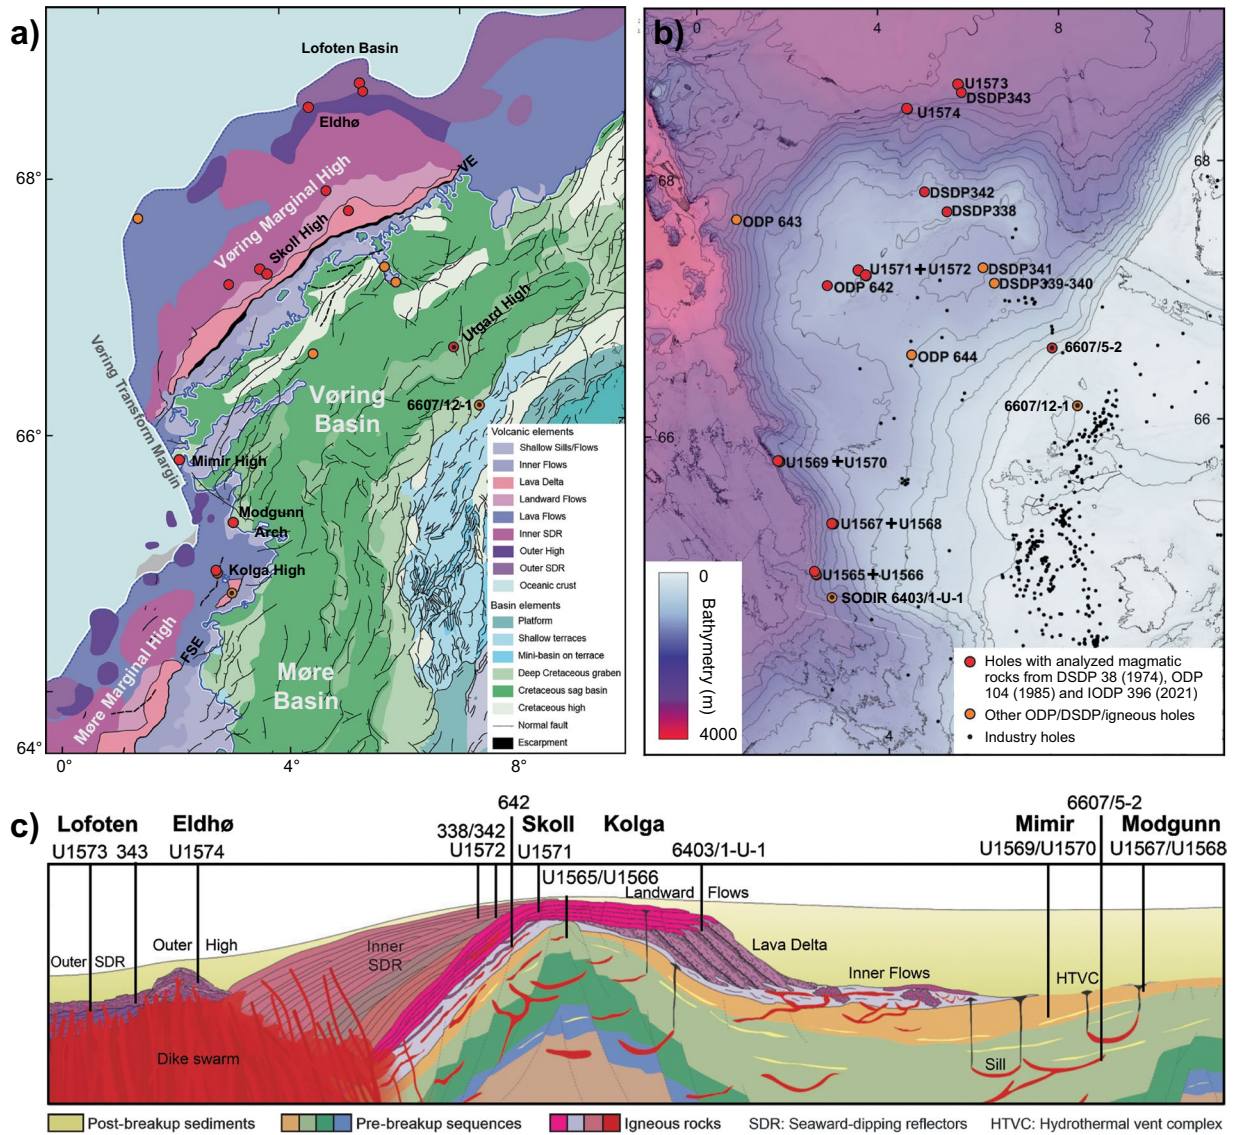 a)
Lofoten Basin
Eldhø
68°
VE
Vøring Marginal High
Skoll High
Utgard High
Vøring Transform Margin
Vøring
Basin
6607/12-1
66°
Mimir High
Modgunn
Arch
Kolga High
FSE
Møre Marginal High
Møre
Basin
64°
0°
4°
8°
Volcanic elements
Shallow Sills/Flows
Inner Flows
Lava Delta
Landward Flows
Lava Flows
Inner SDR
Outer High
Outer SDR
Oceanic crust
Basin elements
Platform
Shallow terraces
Mini-basin on terrace
Deep Cretaceous graben
Cretaceous sag basin
Cretaceous high
Normal fault
Escarpment
b)
0
4
8
U1573
DSDP343
U1574
68
68
DSDP342
DSDP338
ODP 643
U1571+U1572
DSDP341
DSDP339-340
ODP 642
ODP 644
6607/5-2
6607/12-1
66
66
U1569+U1570
U1567+U1568
U1565+U1566
SODIR 6403/1-U-1
0
Bathymetry (m)
4000
4
Holes with analyzed magmatic
rocks from DSDP 38 (1974), ODP
104 (1985) and IODP 396 (2021)
Other ODP/DSDP/igneous holes
Industry holes
c)
642
6607/5-2
Lofoten
Eldhø
338/342
Skoll
Kolga
Mimir
Modgunn
U1573
343
U1574
U1572
U1571
6403/1-U-1
U1569/U1570
U1567/U1568
U1565/U1566
Landward Flows
Outer SDR
Outer High
Inner
SDR
Lava Delta
Inner Flows
HTVC
Dike swarm
Sill
Post-breakup sediments
Pre-breakup sequences
Igneous rocks
SDR: Seaward-dipping reflectors
HTVC: Hydrothermal vent complex